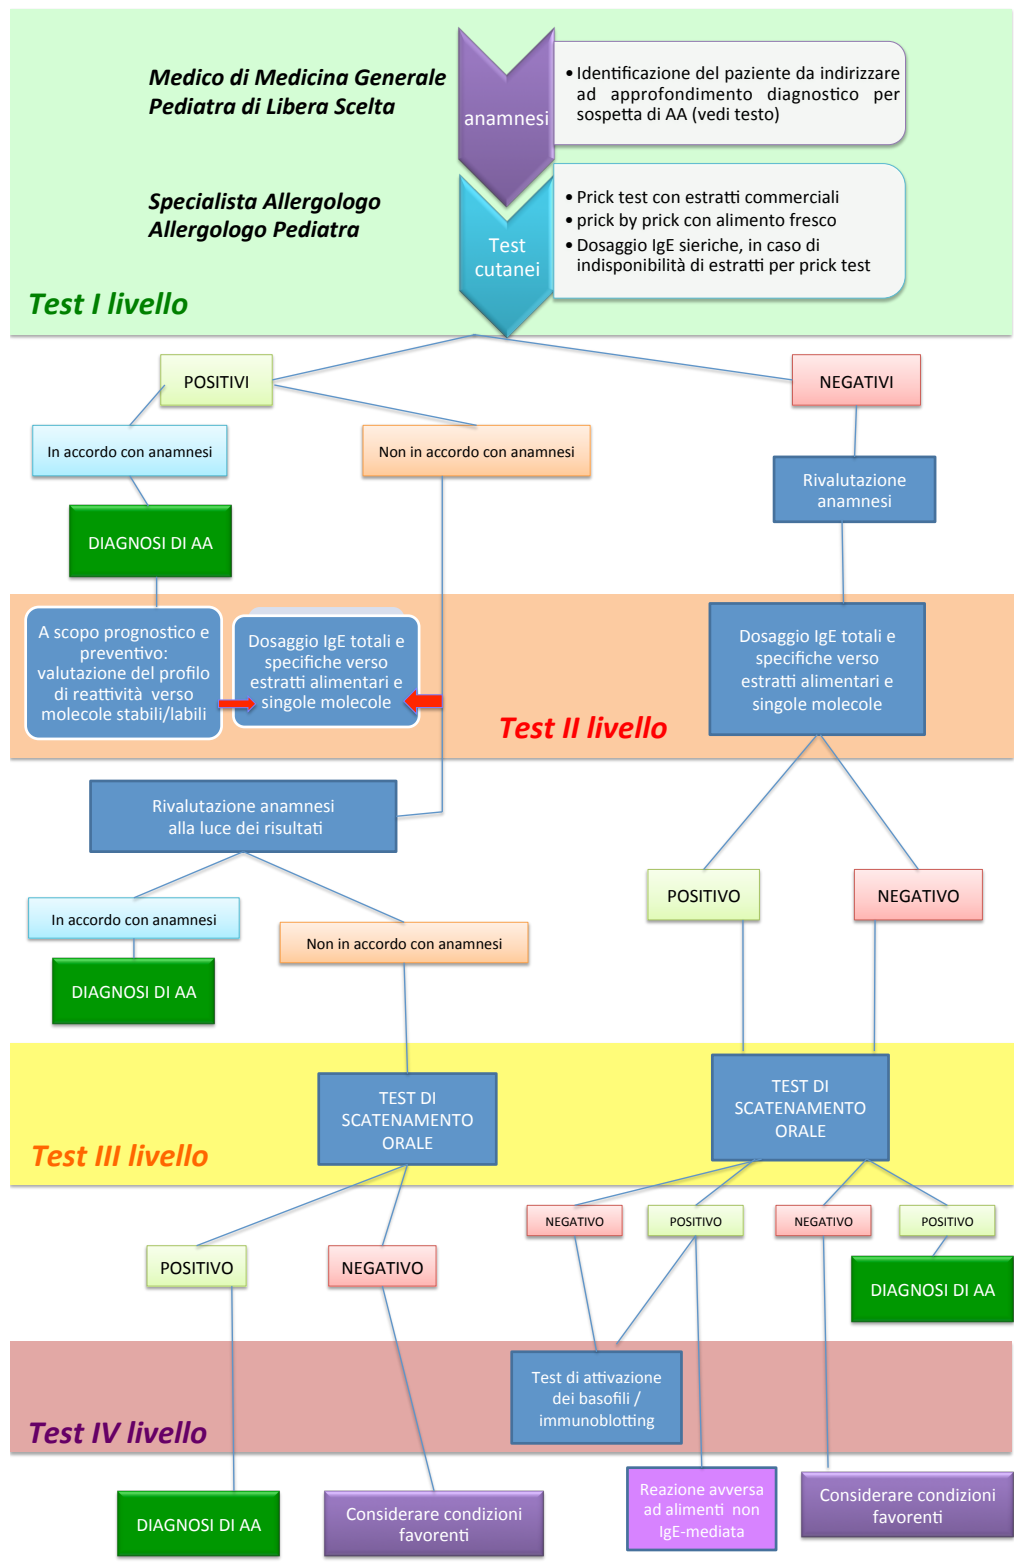 Medico di Medicina Generale
Pediatra di Libera Scelta
anamnesi
• Identificazione del paziente da indirizzare
ad approfondimento diagnostico per
sospetta di AA (vedi testo)
Specialista Allergologo
Allergologo Pediatra
Test
cutanei
• Prick test con estratti commerciali
• prick by prick con alimento fresco
• Dosaggio IgE sieriche, in caso di
indisponibilità di estratti per prick test
Test I livello
POSITIVI
NEGATIVI
In accordo con anamnesi
Non in accordo con anamnesi
Rivalutazione
anamnesi
DIAGNOSI DI AA
A scopo prognostico e
preventivo:
valutazione del profilo
di reattività verso
molecole stabili/labili
Dosaggio IgE totali e
specifiche verso
estratti alimentari e
singole molecole
Dosaggio IgE totali e
specifiche verso
estratti alimentari e
singole molecole
Test II livello
Rivalutazione anamnesi
alla luce dei risultati
POSITIVO
NEGATIVO
In accordo con anamnesi
Non in accordo con anamnesi
DIAGNOSI DI AA
TEST DI
SCATENAMENTO
ORALE
TEST DI
SCATENAMENTO
ORALE
Test III livello
NEGATIVO
POSITIVO
NEGATIVO
POSITIVO
POSITIVO
NEGATIVO
DIAGNOSI DI AA
Test di attivazione
dei basofili /
immunoblotting
Test IV livello
DIAGNOSI DI AA
Considerare condizioni
favorenti
Reazione avversa
ad alimenti non
IgE-mediata
Considerare condizioni
favorenti